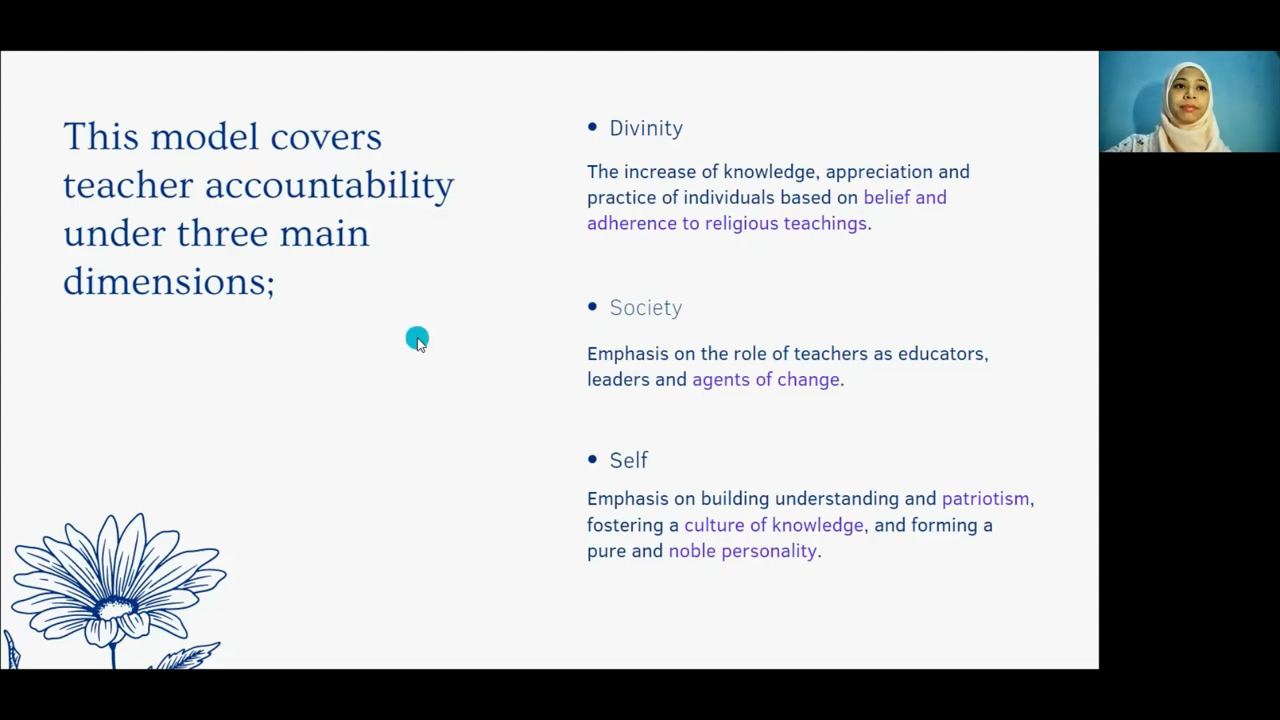 This model covers
teacher accountability
under three main
dimensions;
• Divinity
The increase of knowledge, appreciation and
practice of individuals based on belief and
adherence to religious teachings.
• Society
Emphasis on the role of teachers as educators,
leaders and agents of change.
• Self
Emphasis on building understanding and patriotism,
fostering a culture of knowledge, and forming a
pure and noble personality.